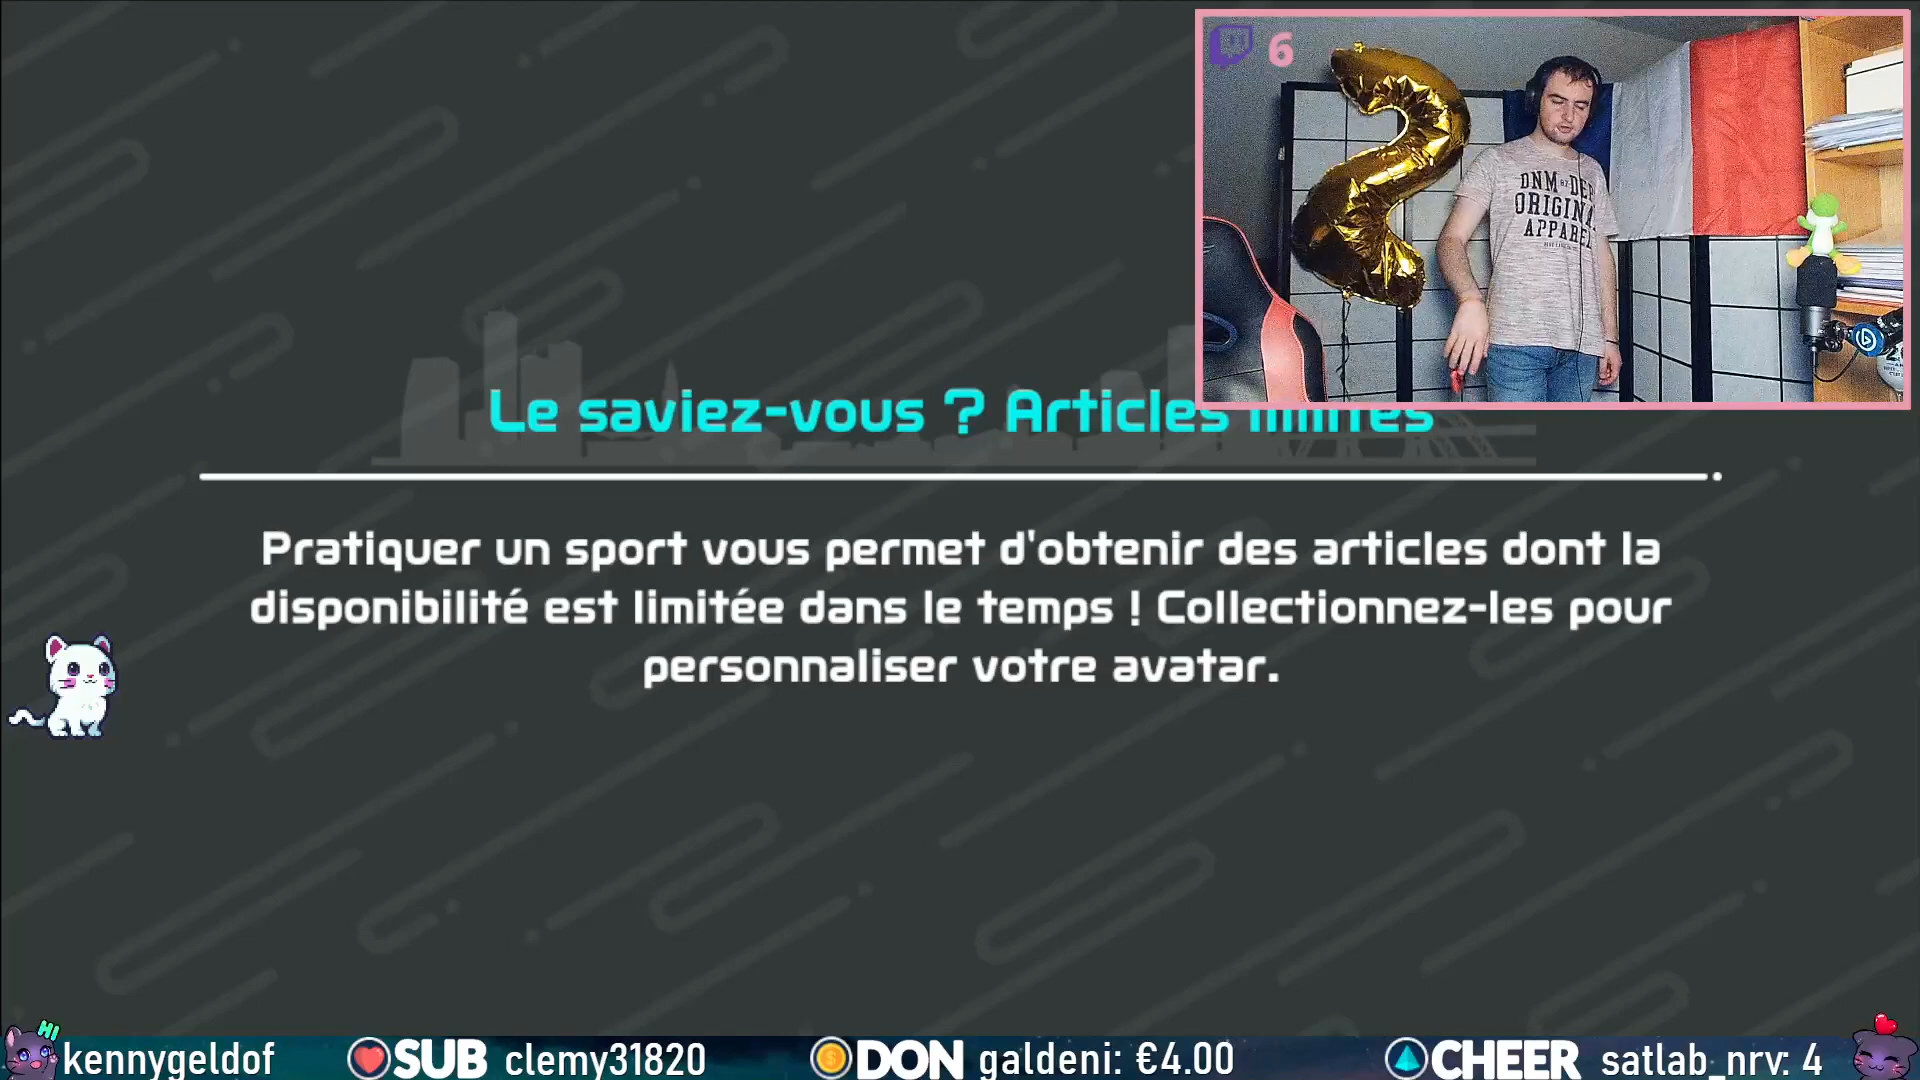 6
DNM
ORIGINA
APPAREL
Le saviez-vous ? Articles limités
Pratiquer un sport vous permet d'obtenir des articles dont la
disponibilité est limitée dans le temps ! Collectionnez-les pour
personnaliser votre avatar.
HI
kennygeldof
SUB clemy31820
DON galdeni: €4.00
CHEER satlab_nrv: 4